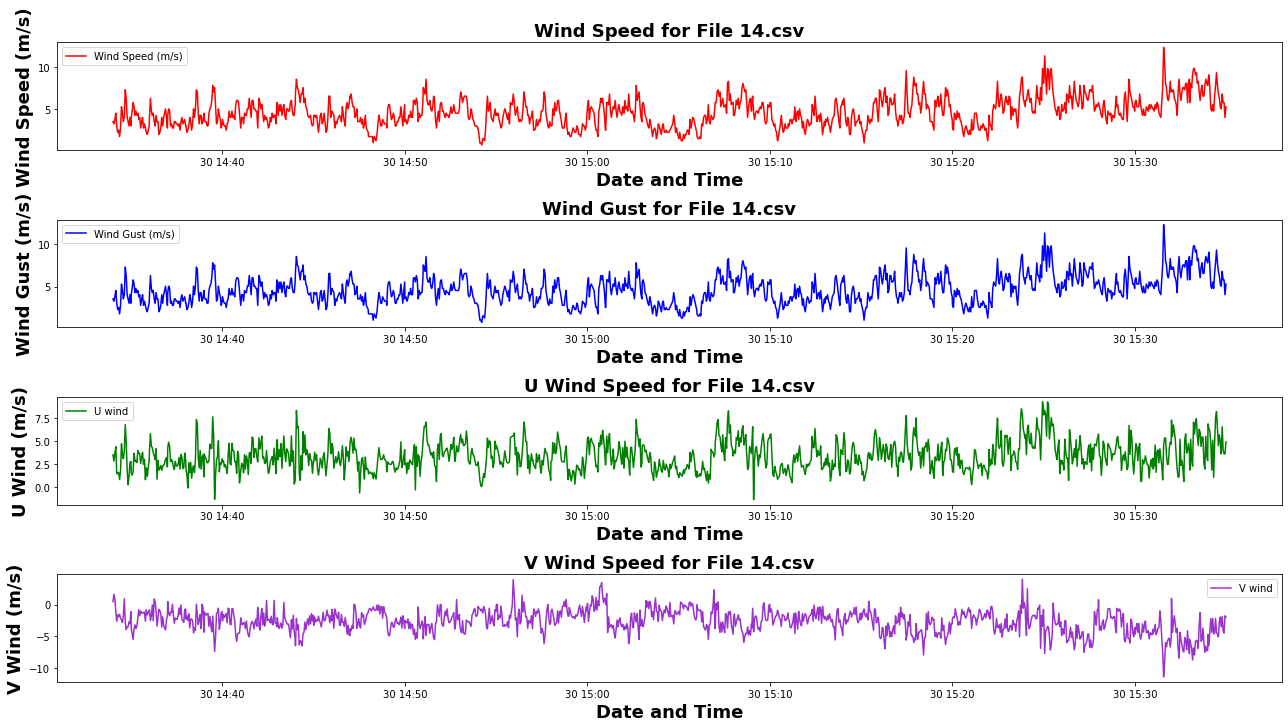 Wind Speed for File 14.csv
Wind Speed (m/s)
Wind Speed (m/s)
10
5
30 14:40 30 14:50 30 15:00 30 15:10 30 15:20 30 15:30
Date and Time
Wind Gust for File 14.csv
Wind Gust (m/s)
Wind Gust (m/s)
10
5
30 14:40 30 14:50 30 15:00 30 15:10 30 15:20 30 15:30
Date and Time
U Wind Speed for File 14.csv
U Wind (m/s)
U wind
7.5
5.0
2.5
0.0
30 14:40 30 14:50 30 15:00 30 15:10 30 15:20 30 15:30
Date and Time
V Wind Speed for File 14.csv
V Wind (m/s)
V wind
0
−5
−10
30 14:40 30 14:50 30 15:00 30 15:10 30 15:20 30 15:30
Date and Time